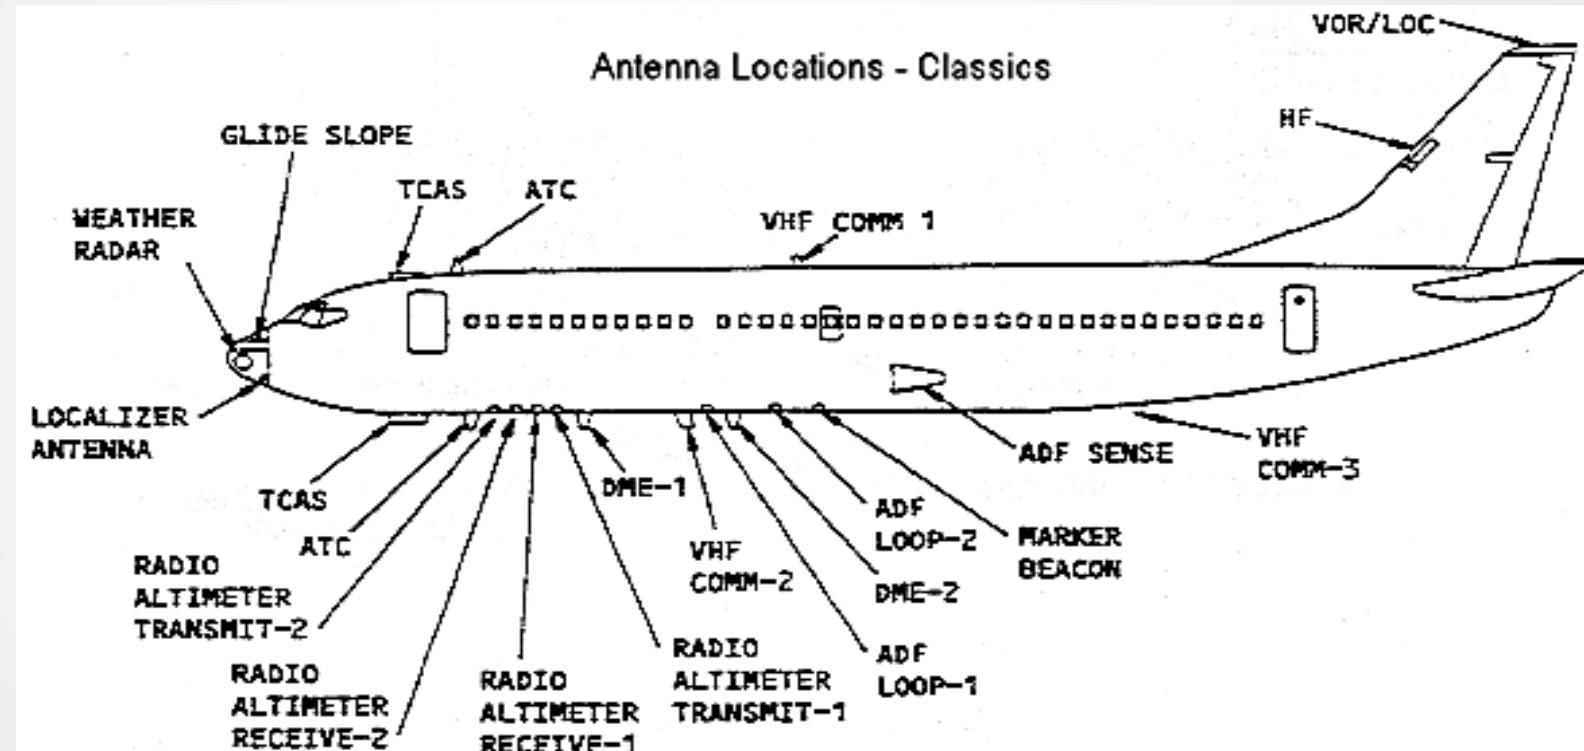 VOR/LOC
Antenna Locations - Classics
HF
GLIDE SLOPE
TCAS
ATC
WEATHER
RADAR
VHF COMM 1
LOCALIZER
ANTENNA
TCAS
ATC
RADIO
ALTIMETER
TRANSMIT-2
RADIO
ALTIMETER
RECEIVE-2
RADIO
ALTIMETER
RECEIVE-1
RADIO
ALTIMETER
TRANSMIT-1
DME-1
VHF
COMM-2
ADF
LOOP-1
DME-2
ADF
LOOP-2
MARKER
BEACON
ADF SENSE
VHF
COMM-3